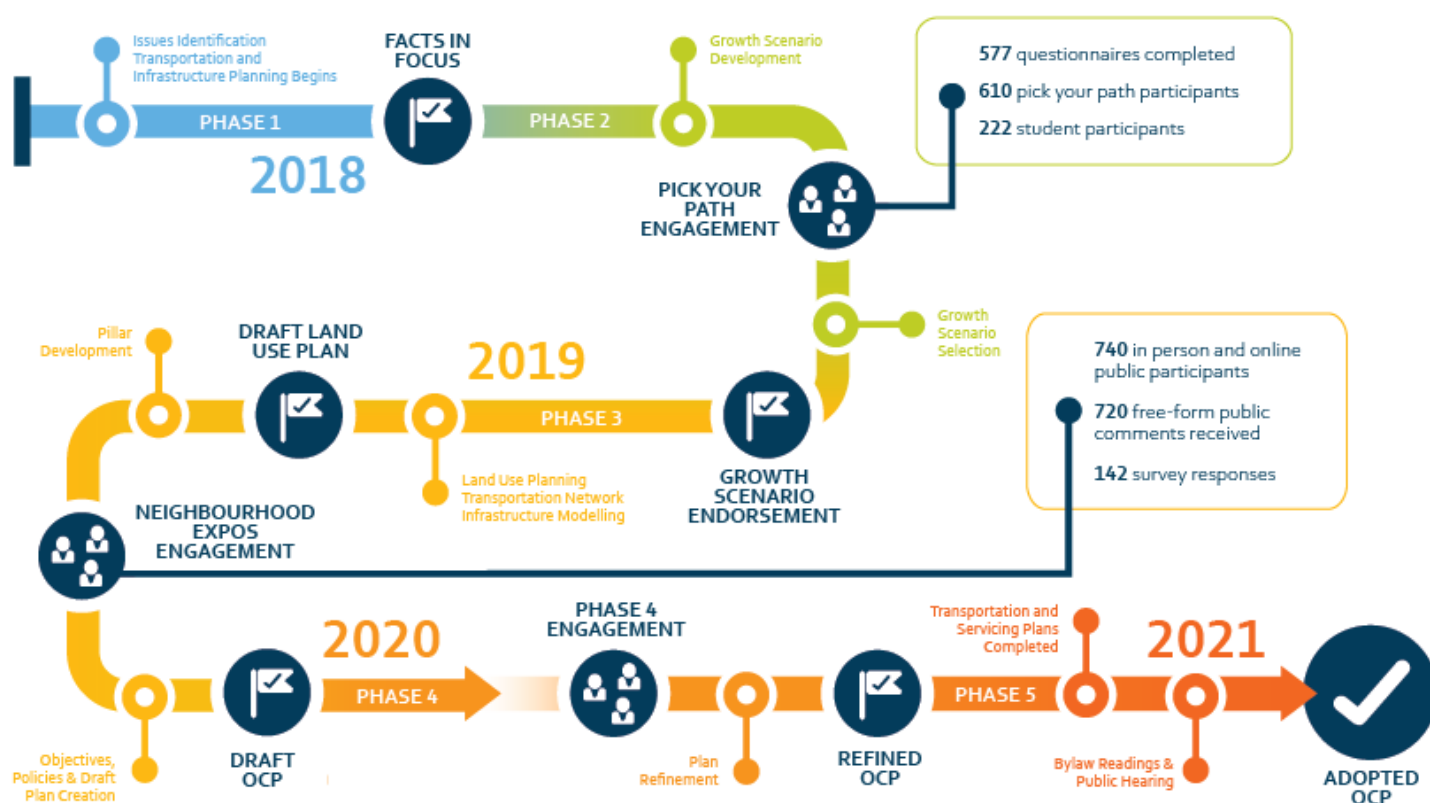 Issues Identification
Transportation and
Infrastructure Planning Begins
FACTS IN
FOCUS
Growth Scenario
Development
577 questionnaires completed
610 pick your path participants
222 student participants
PHASE 1
PHASE 2
2018
PICK YOUR
PATH
ENGAGEMENT
Growth
Scenario
Selection
Pillar
Development
DRAFT LAND
USE PLAN
2019
PHASE 3
740 in person and online
public participants
720 free-form public
comments received
142 survey responses
Land Use Planning
Transportation Network
Infrastructure Modelling
GROWTH
SCENARIO
ENDORSEMENT
NEIGHBOURHOOD
EXPOS
ENGAGEMENT
2020
PHASE 4
ENGAGEMENT
Transportation and
Servicing Plans
Completed
2021
PHASE 4
PHASE 5
Objectives,
Policies & Draft
Plan Creation
DRAFT
OCP
Plan
Refinement
REFINED
OCP
Bylaw Readings &
Public Hearing
ADOPTED
OCP